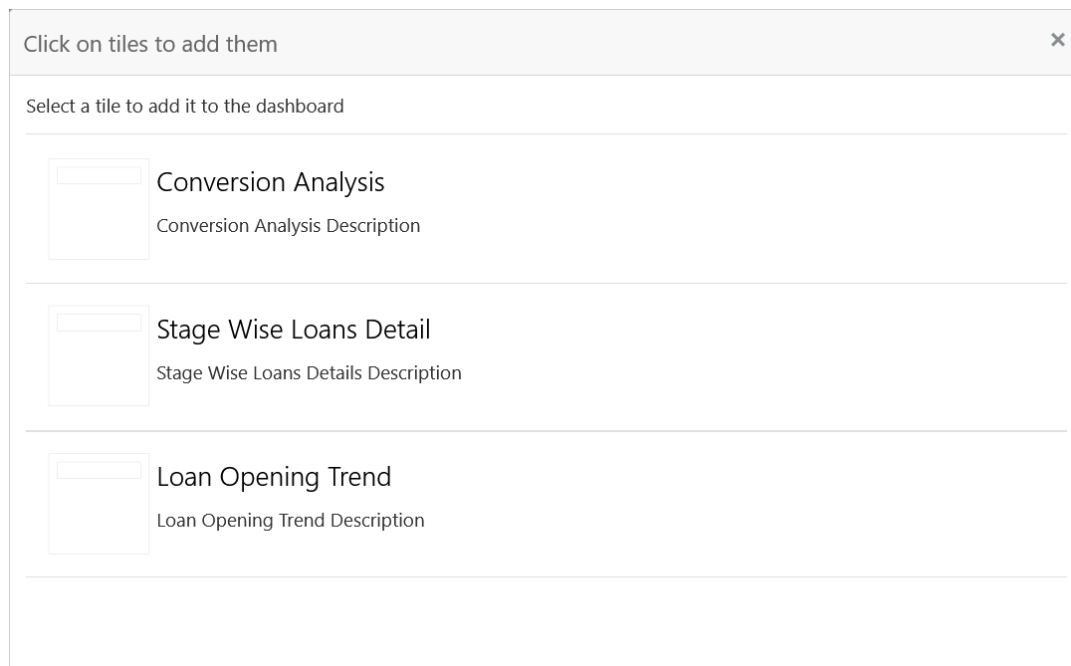 Click on tiles to add them
Select a tile to add it to the dashboard
Conversion Analysis
Conversion Analysis Description
Stage Wise Loans Detail
Stage Wise Loans Details Description
Loan Opening Trend
Loan Opening Trend Description